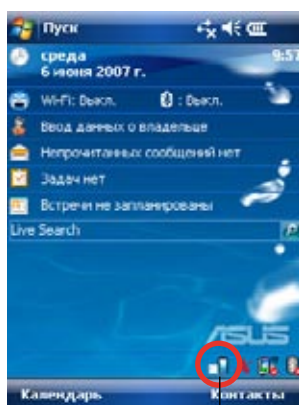 Пуск
среда
9:57
6 июня 2007 г.
Wi-Fi: Выкл. : Выкл.
Ввод данных о владельце
Непрочитанных сообщений нет
Задач нет
Встречи не запланированы
Live Search
ASUS
Календарь Контакты